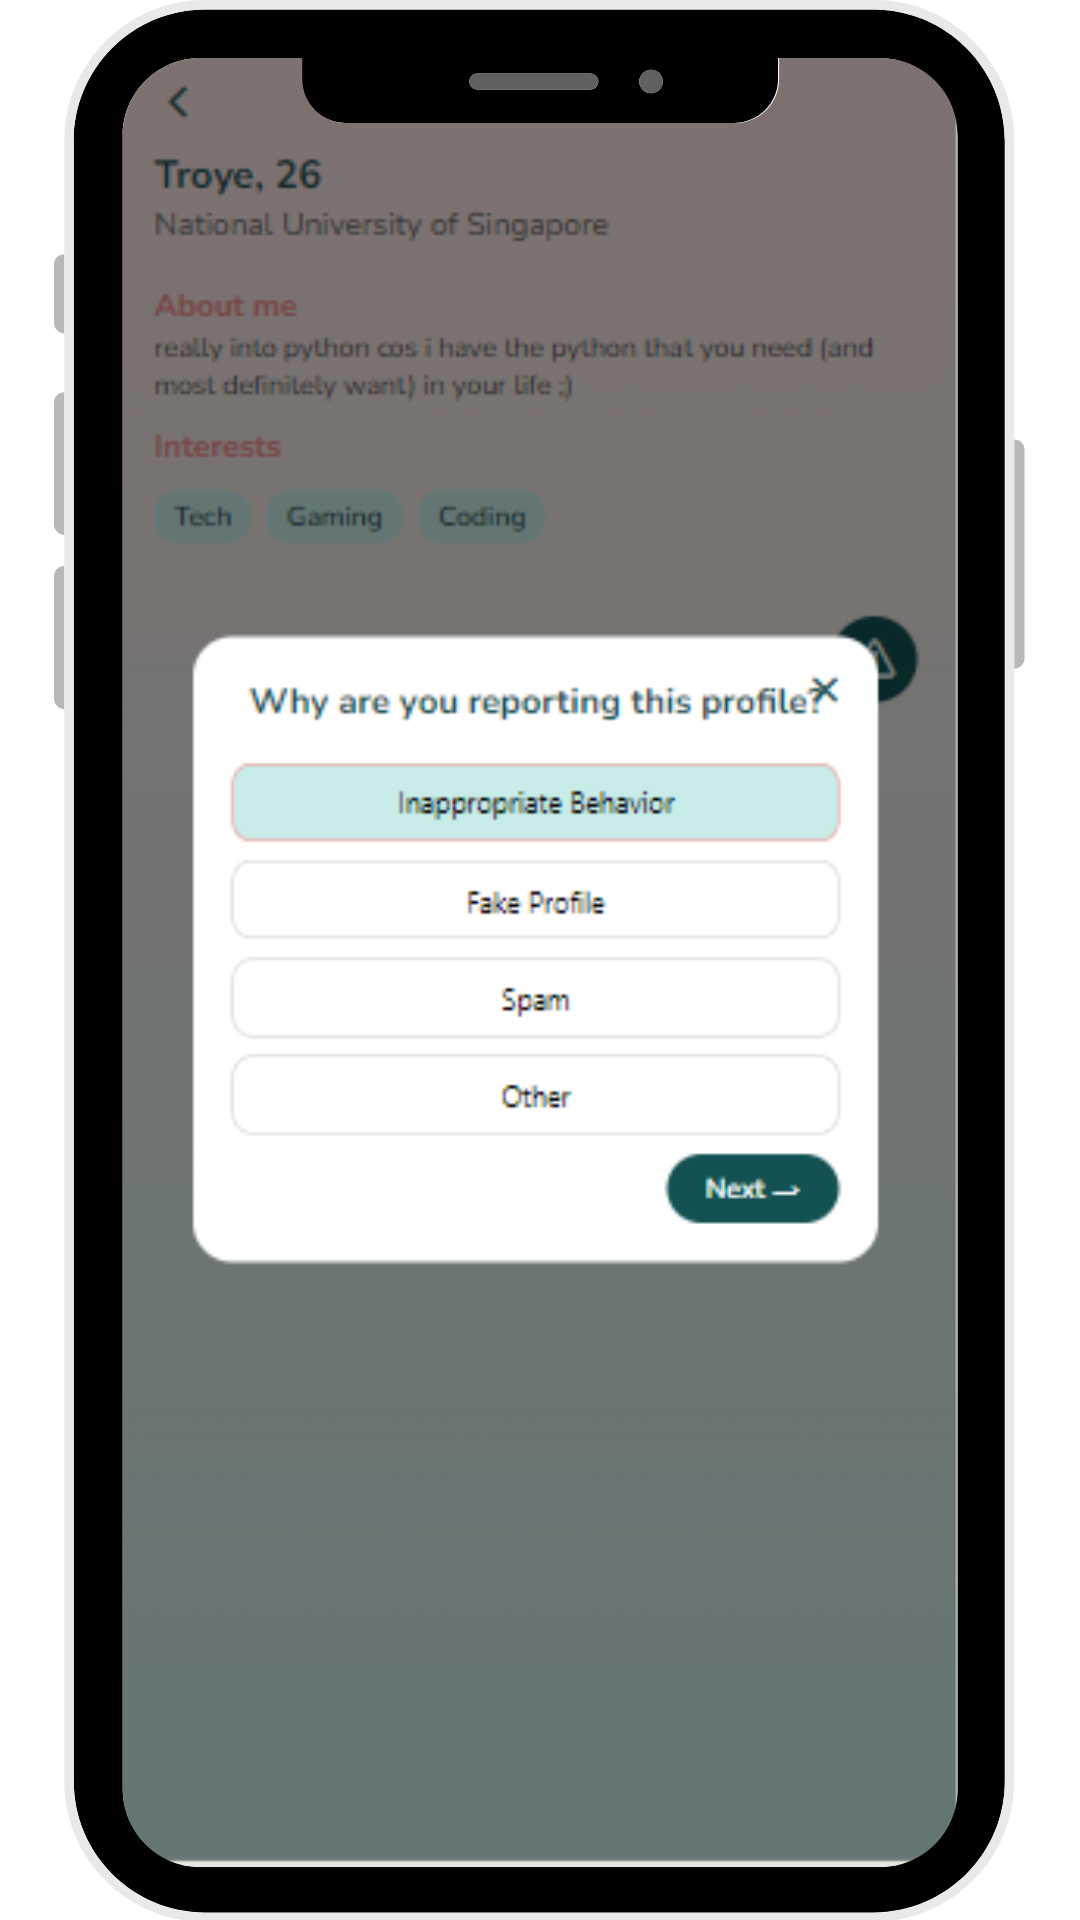 Troye, 26
National University of Singapore
About me
really into python cos i have the python that you need (and
most definitely want) in your life ;)
Interests
Tech Gaming Coding
Why are you reporting this profile?
Inappropriate Behavior
Fake Profile
Spam
Other
Next